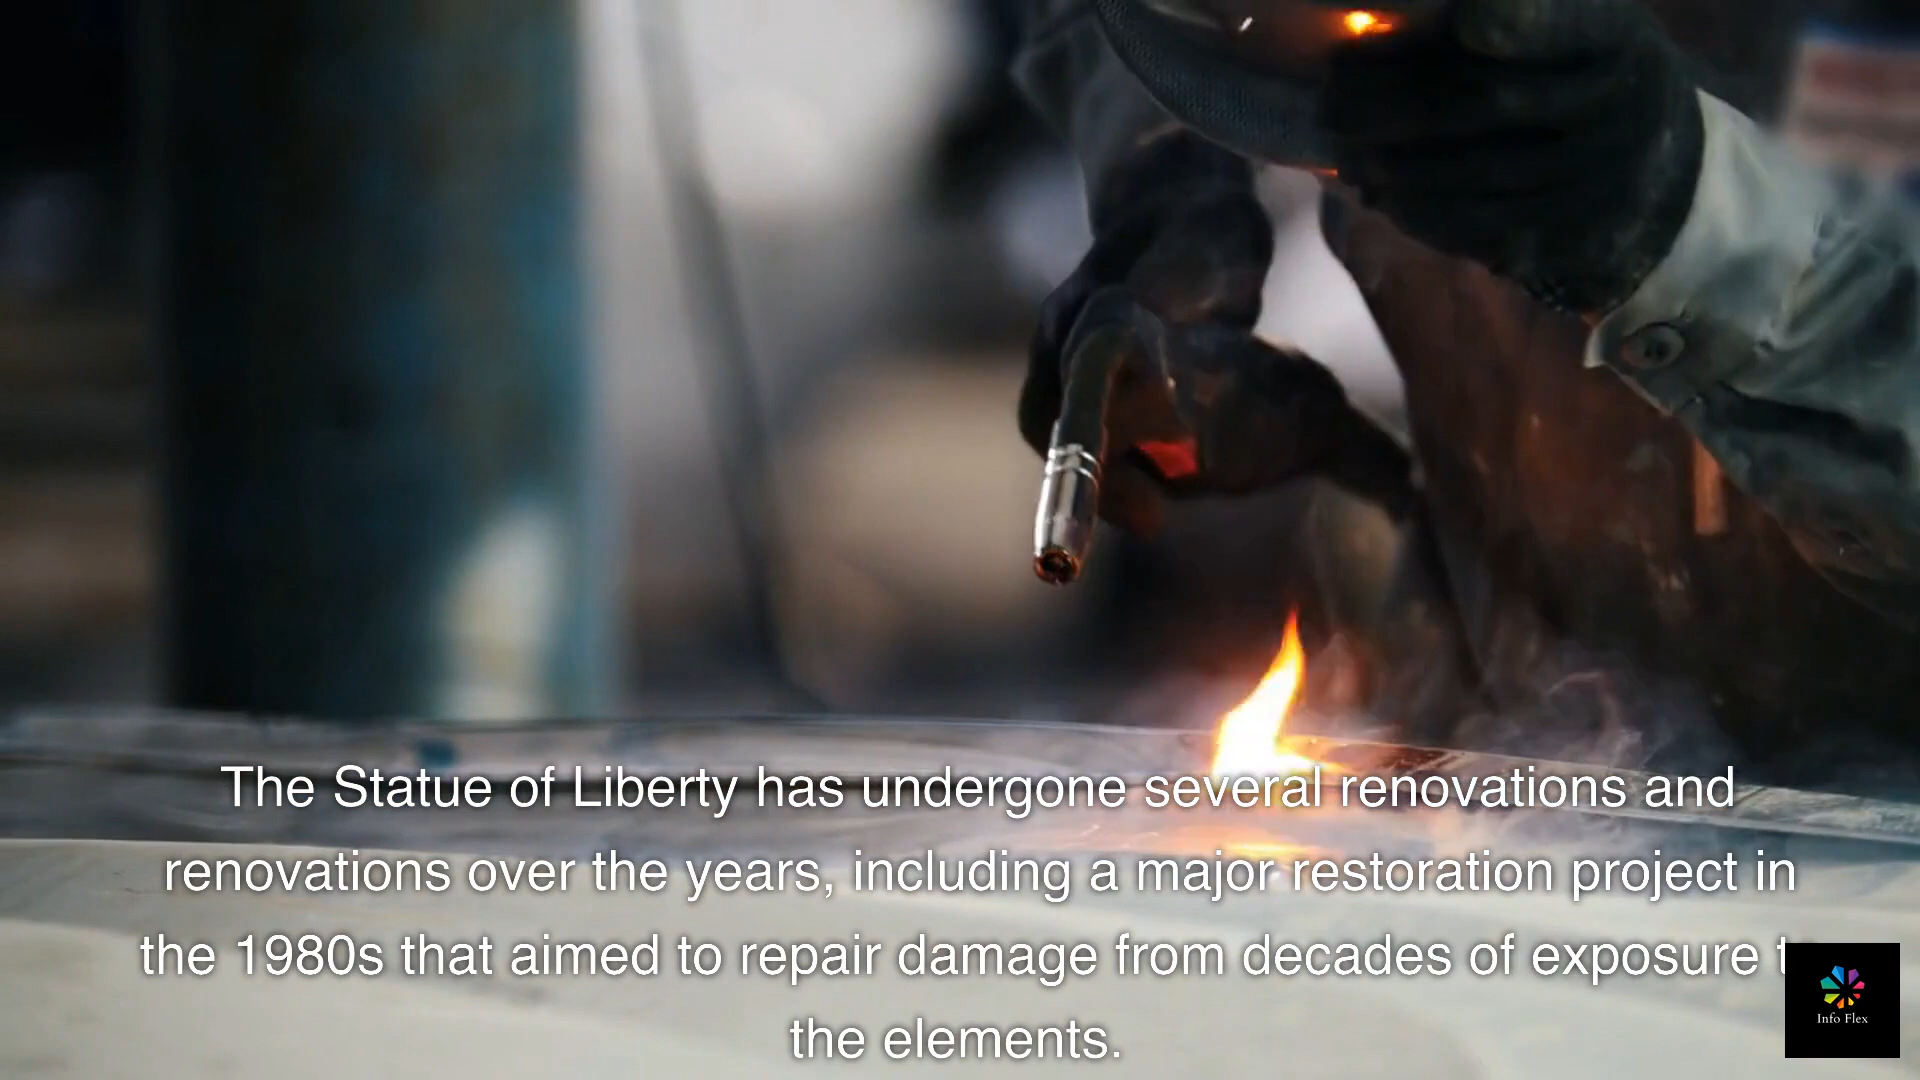 The Statue of Liberty has undergone several renovations and
renovations over the years, including a major restoration project in
the 1980s that aimed to repair damage from decades of exposure
the elements.
Info Flex